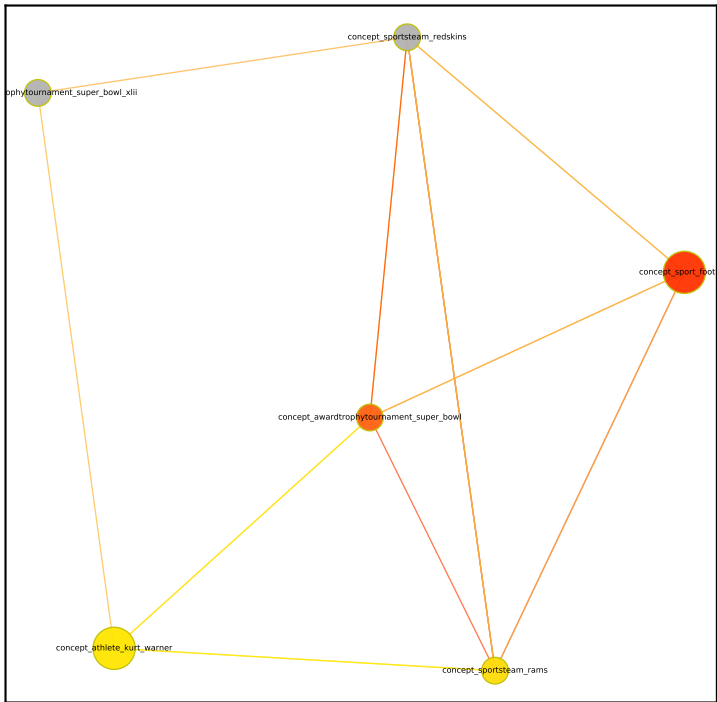 concept_sportsteam_redskins
ophytournament_super_bowl_xlii
concept_sport_foot
concept_awardtrophytournament_super_bowl
concept_athlete_kurt_warner
concept_sportsteam_rams